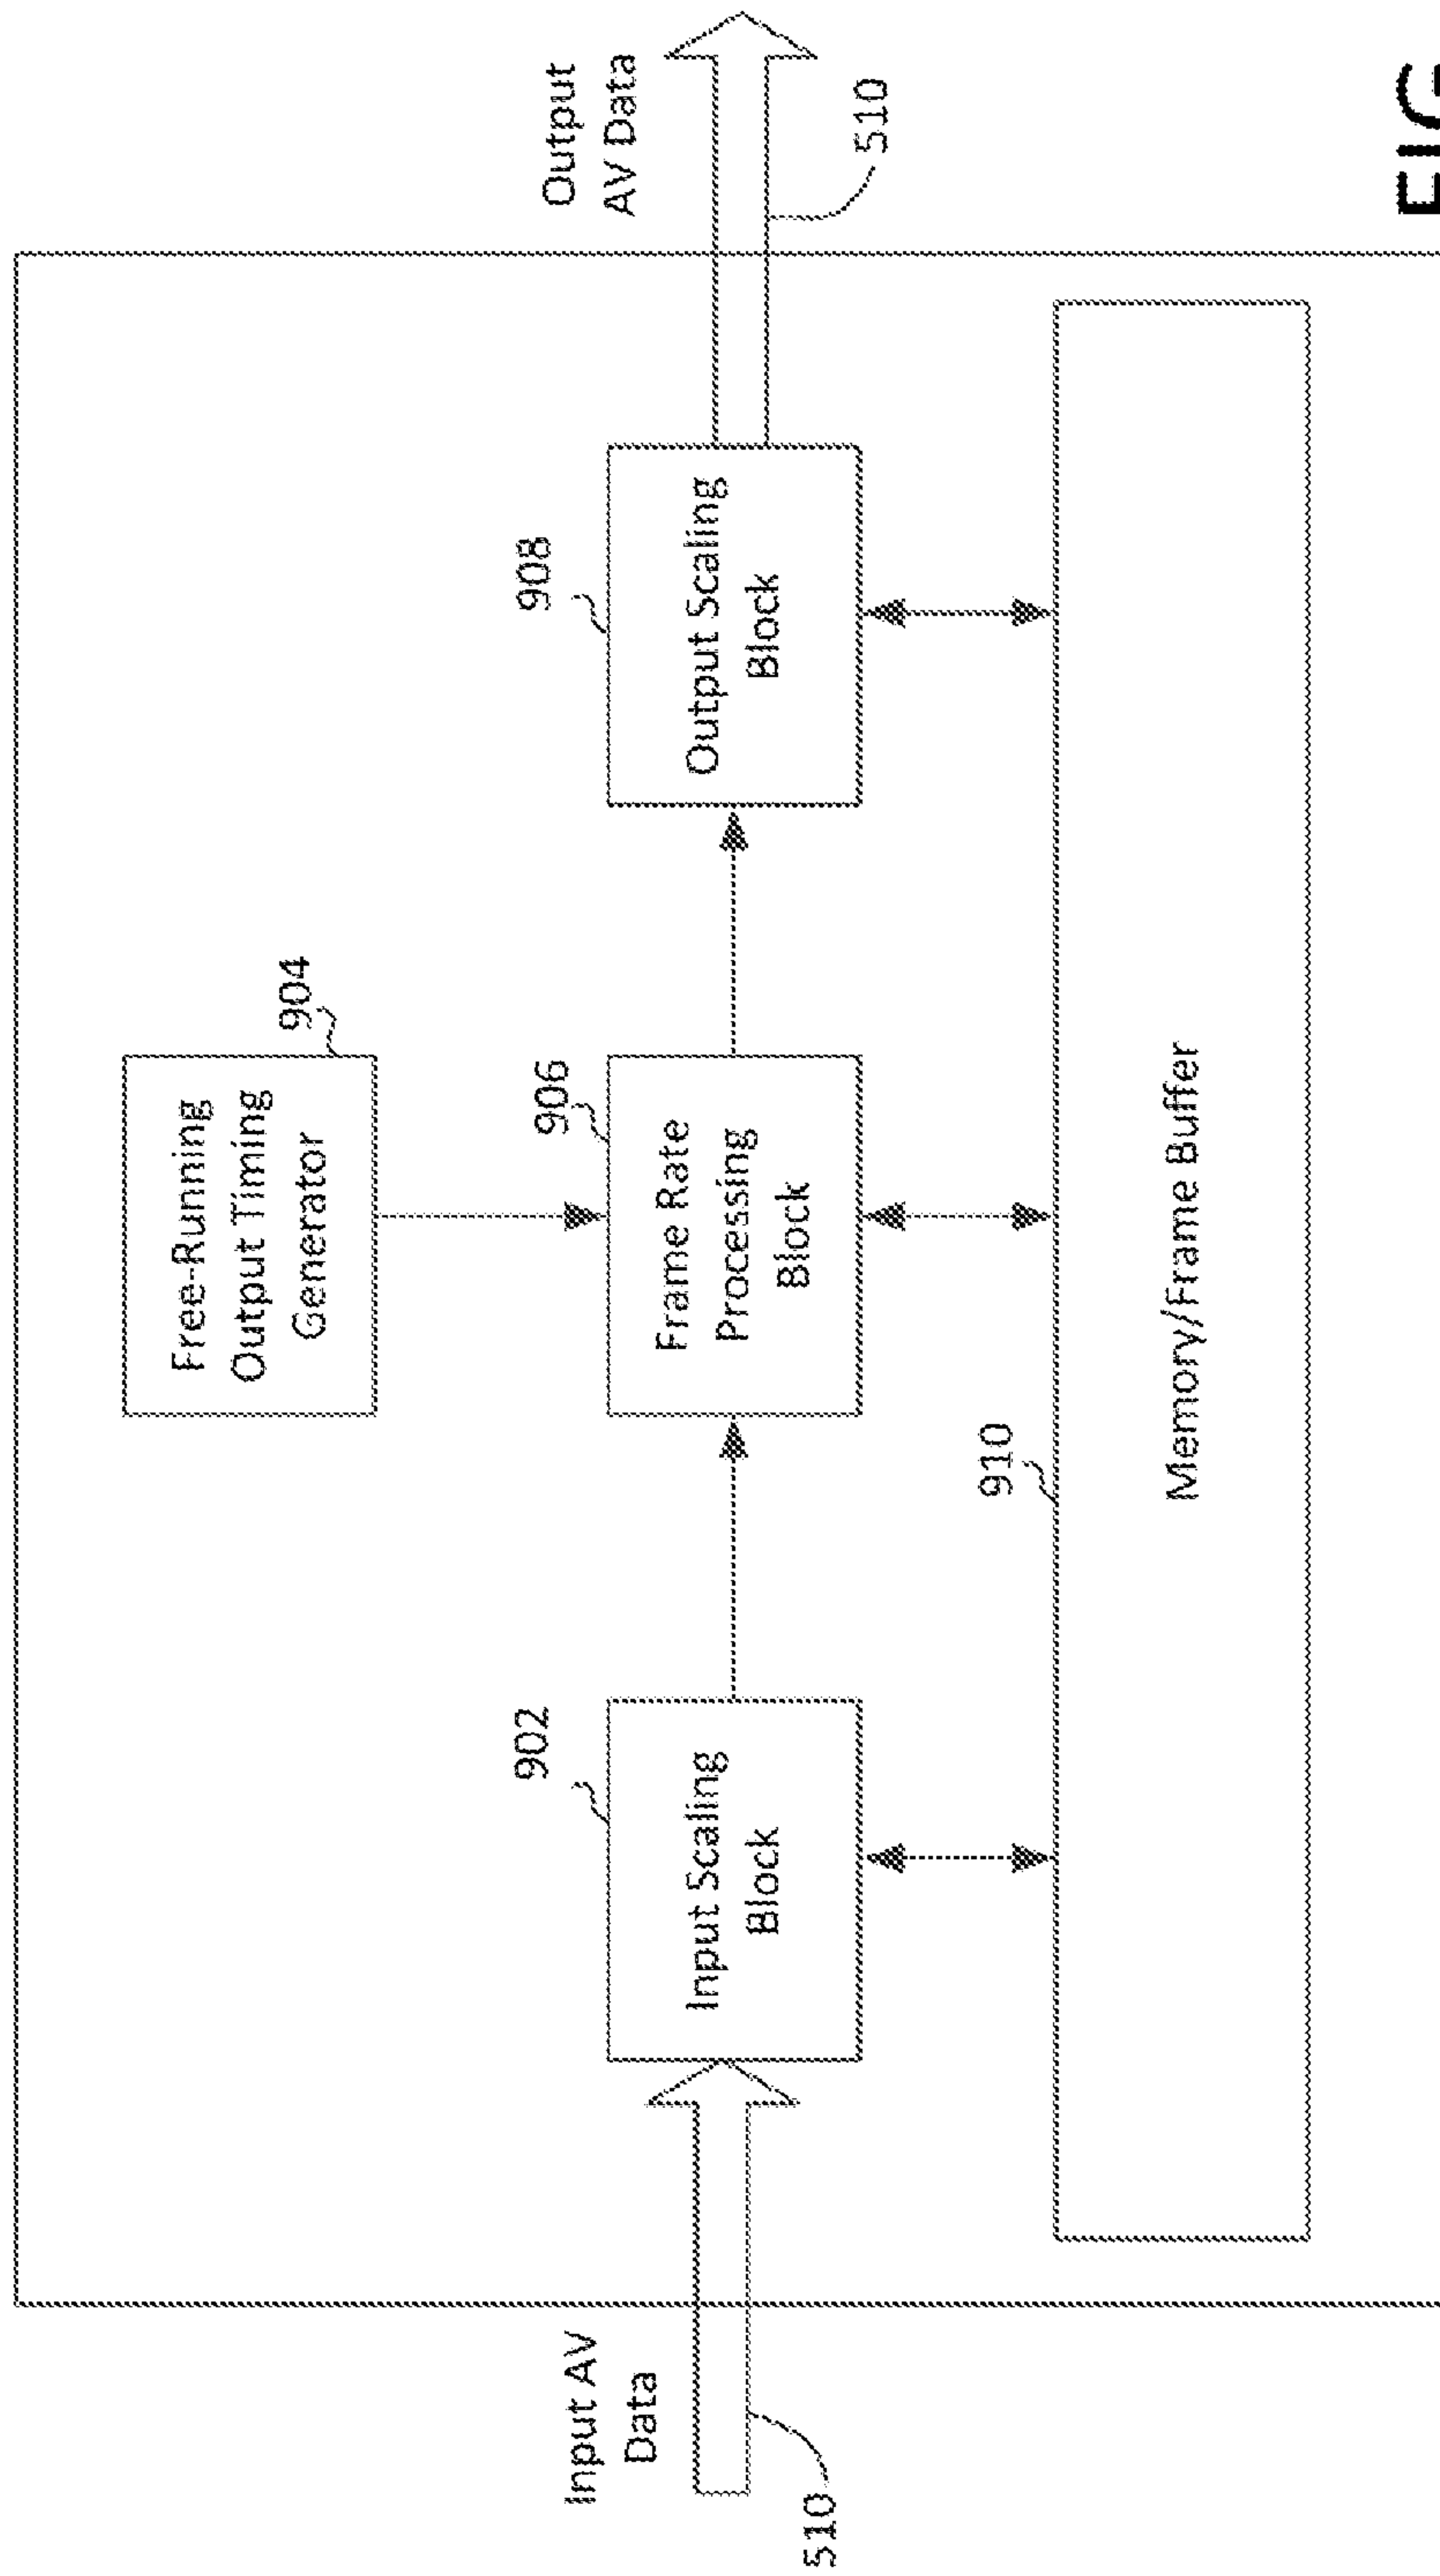 Free-Running
Output Timing
Generator
904
Input AV
Data
510
902
Input Scaling
Block
906
Frame Rate
Processing
Block
908
Output Scaling
Block
Output
AV Data
510
910
Memory/Frame Buffer